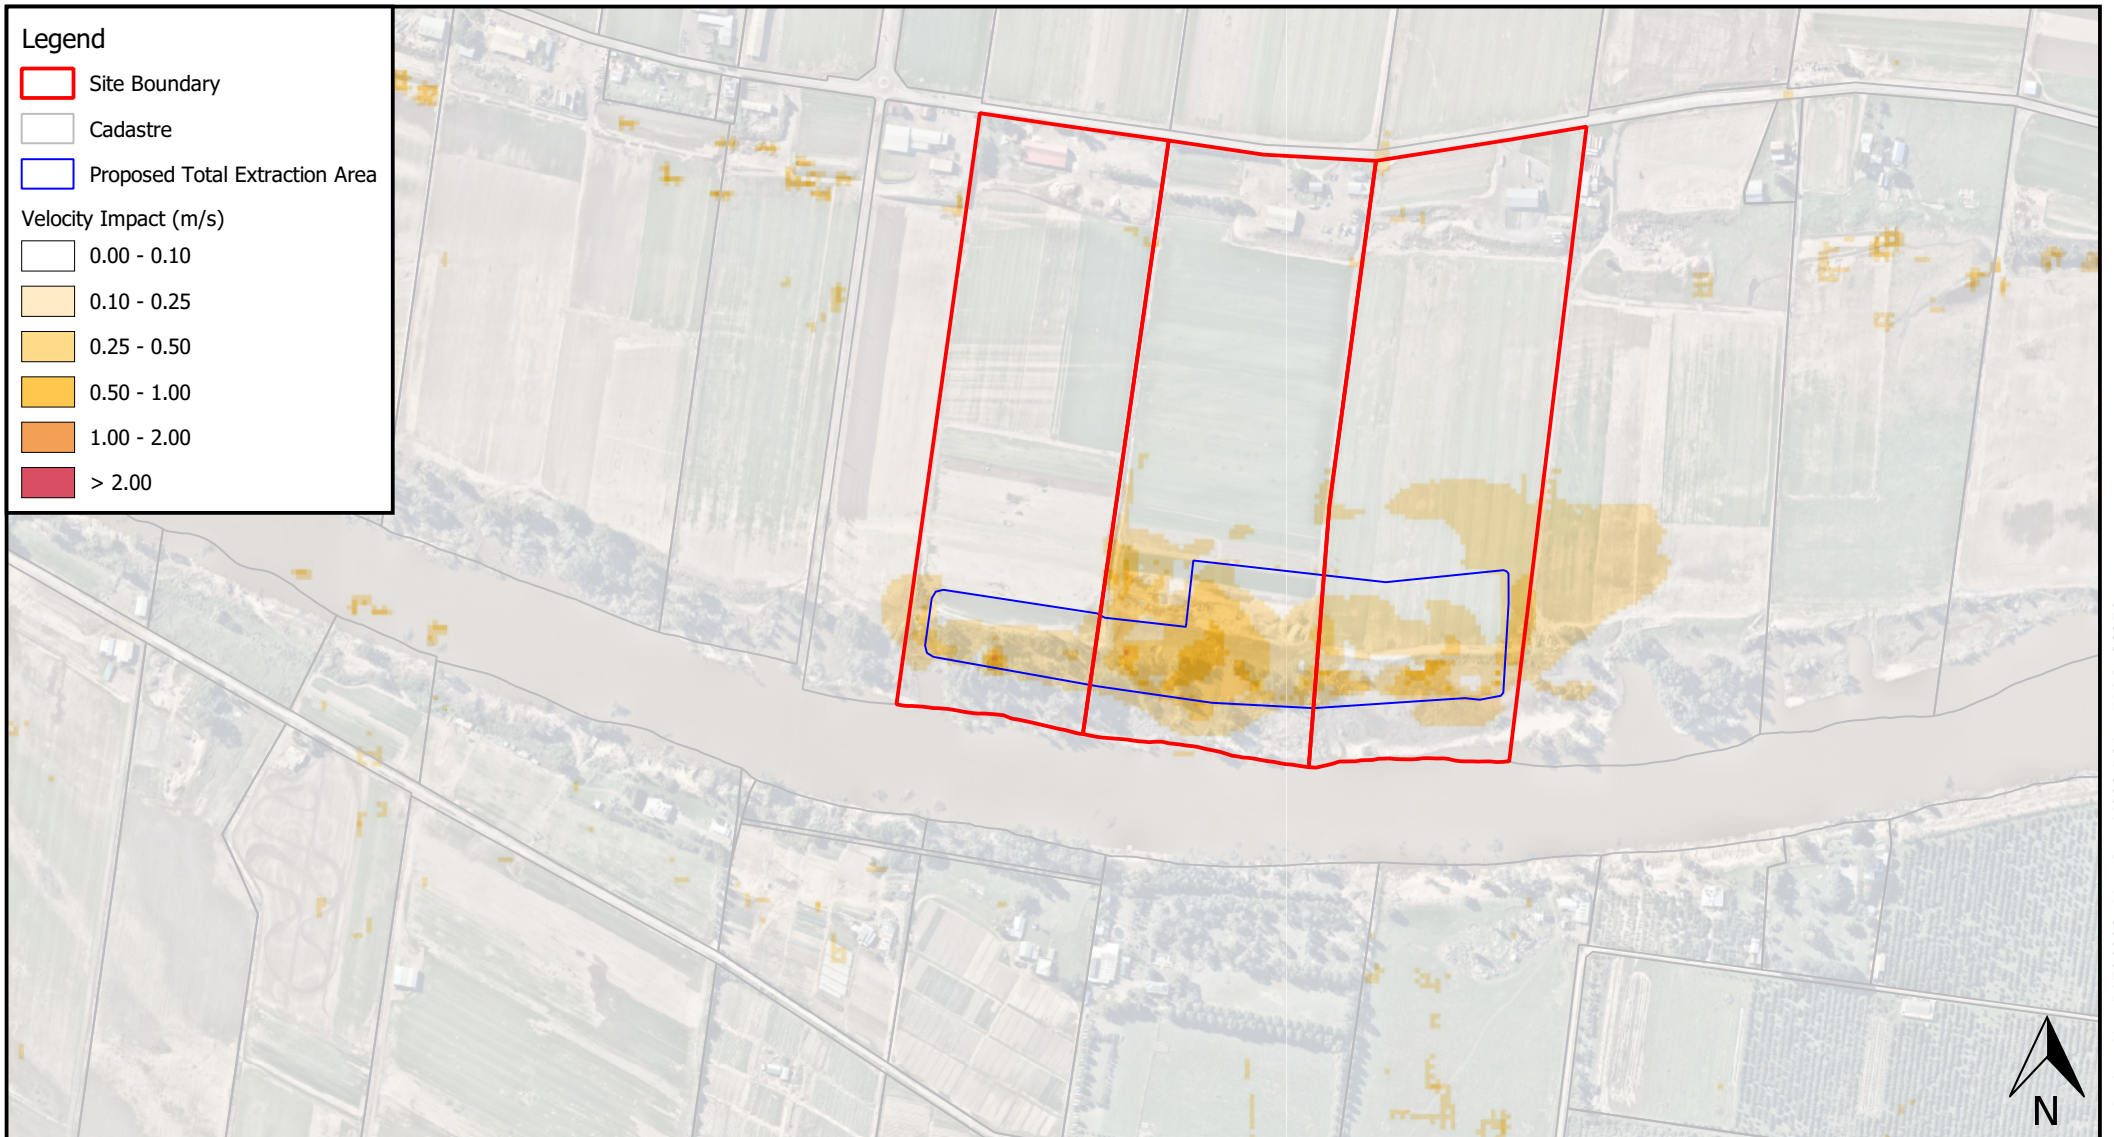 Legend
Site Boundary
Cadastre
Proposed Total Extraction Area
Velocity Impact (m/s)
0.00 - 0.10
0.10 - 0.25
0.25 - 0.50
0.50 - 1.00
1.00 - 2.00
> 2.00
N